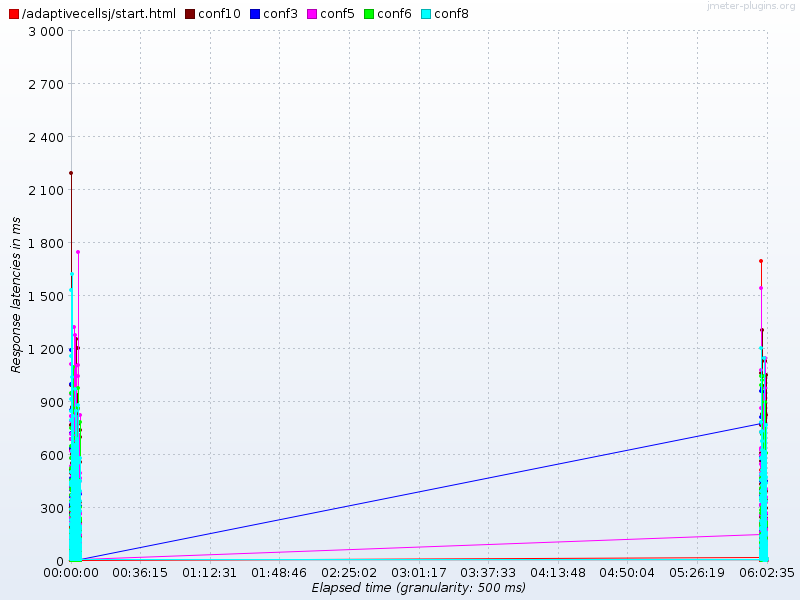 jmeter-plugins.org
/adaptivecellsj/start.html conf10 conf3 conf5 conf6 conf8
3 000
2 700
2 400
2 100
1 800
1 500
1 200
900
600
300
0
Response latencies in ms
00:00:00 00:36:15 01:12:31 01:48:46 02:25:02 03:01:17 03:37:33 04:13:48 04:50:04 05:26:19 06:02:35
Elapsed time (granularity: 500 ms)